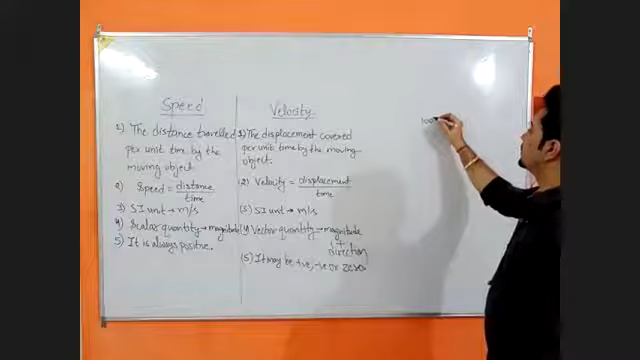 Speed
1) The distance travelled
per unit time by the
moving object
2) Speed = distance
time
3) SI unit → m/s
4) Scalar quantity → magnitude
5) It is always positive.
Velocity
1) The displacement covered
per unit time by the moving
object.
(2) Velocity = displacement
time
(3) SI unt → m/s
(4) Vector quantity → magnitude
+
direction
(5) It may be +ve, -ve or zero.
100